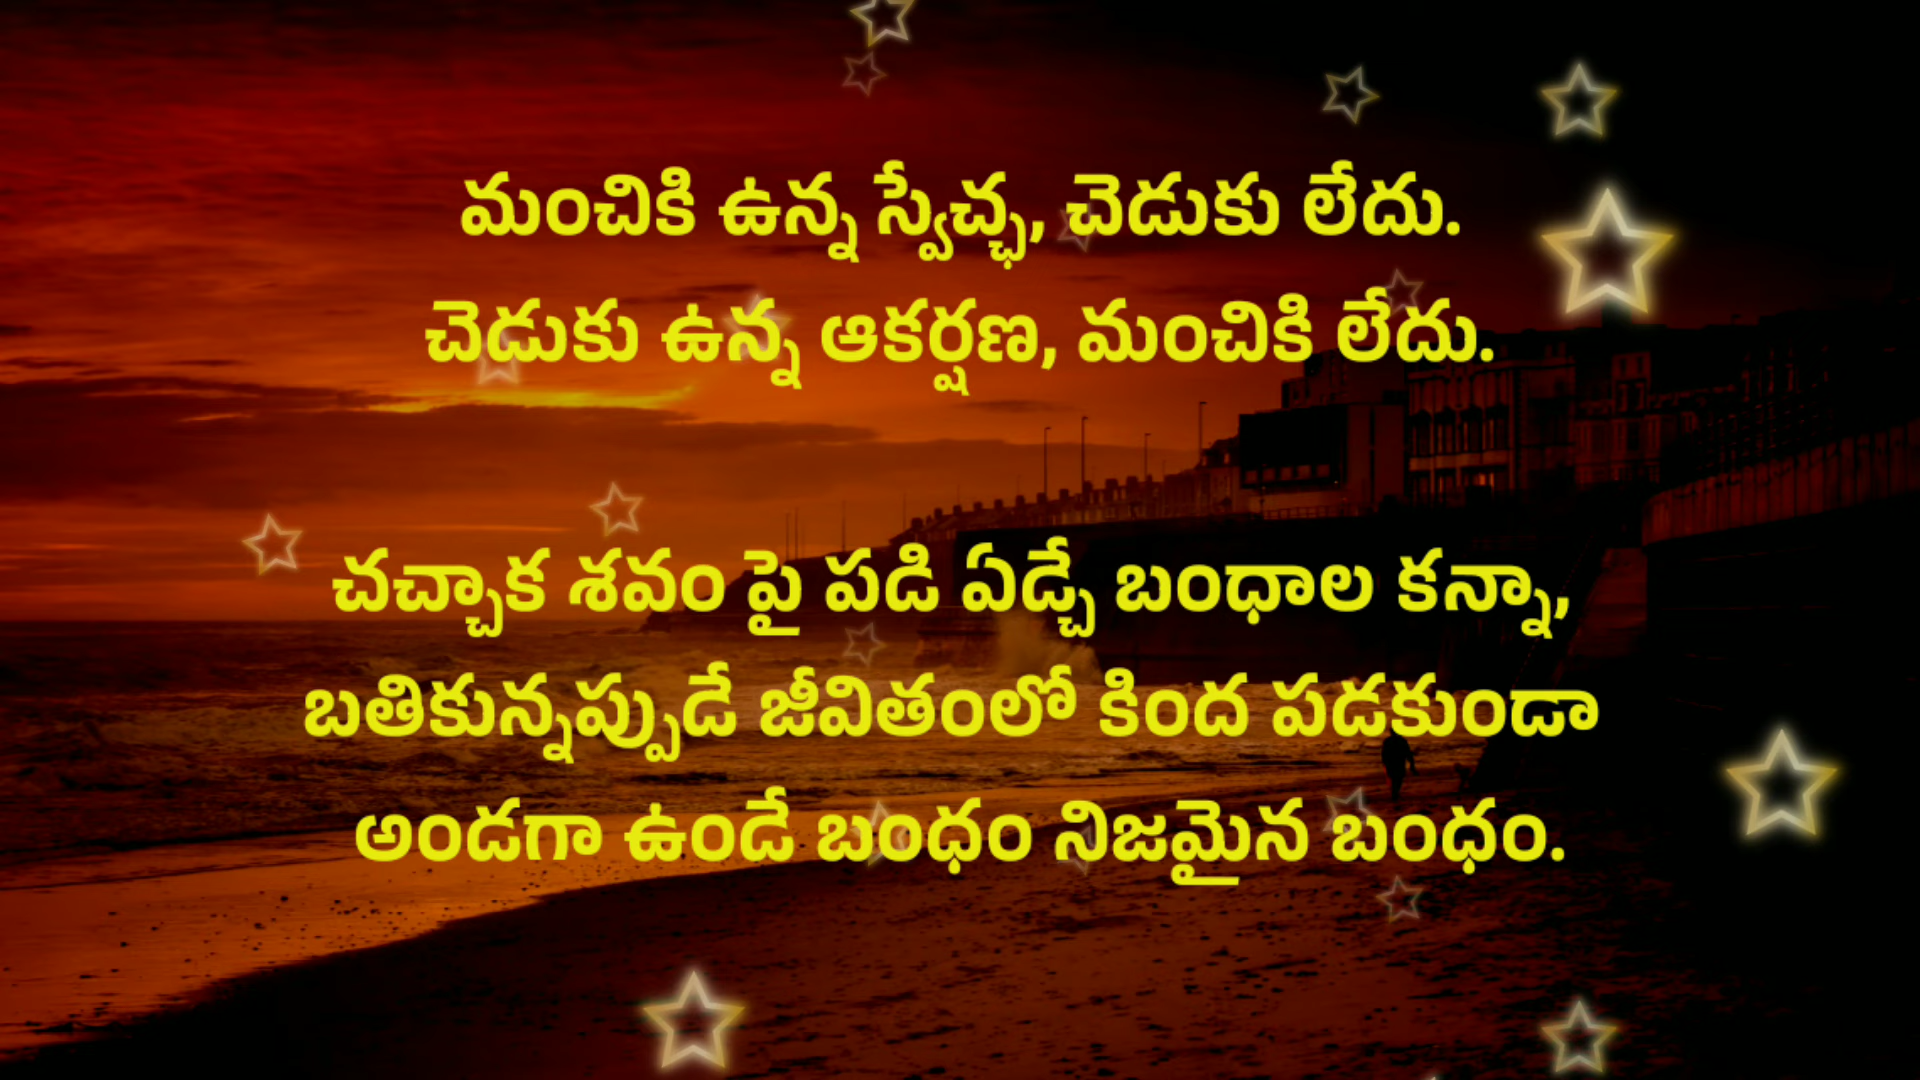 మంచికి ఉన్న స్వేచ్ఛ, చెడుకు లేదు.
చెడుకు ఉన్న ఆకర్షణ, మంచికి లేదు.
చచ్చాక శవం పై పడి ఏడ్చే బంధాల కన్నా,
బతికున్నప్పుడే జీవితంలో కింద పడకుండా
అండగా ఉండే బంధం నిజమైన బంధం.